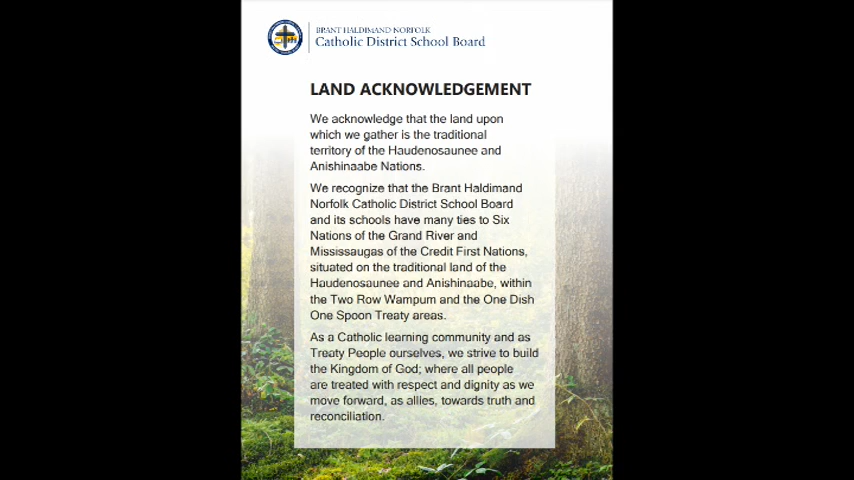 BRANT HALDIMAND NORFOLK
Catholic District School Board
LAND ACKNOWLEDGEMENT
We acknowledge that the land upon
which we gather is the traditional
territory of the Haudenosaunee and
Anishinaabe Nations.
We recognize that the Brant Haldimand
Norfolk Catholic District School Board
and its schools have many ties to Six
Nations of the Grand River and
Mississaugas of the Credit First Nations,
situated on the traditional land of the
Haudenosaunee and Anishinaabe, within
the Two Row Wampum and the One Dish
One Spoon Treaty areas.
As a Catholic learning community and as
Treaty People ourselves, we strive to build
the Kingdom of God; where all people
are treated with respect and dignity as we
move forward, as allies, towards truth and
reconciliation.